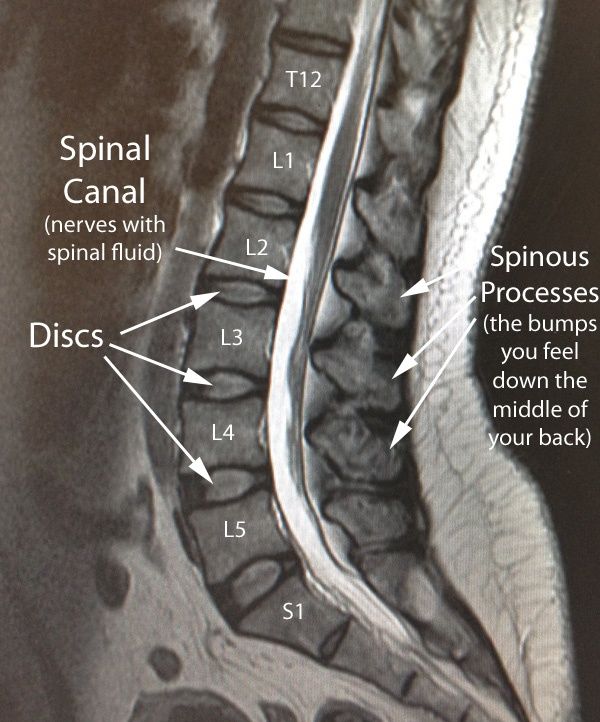 T12
L1
Spinal
Canal
(nerves with
spinal fluid)
L2
Spinous
Processes
(the bumps
you feel
down the
middle of
your back)
Discs
L3
L4
L5
S1